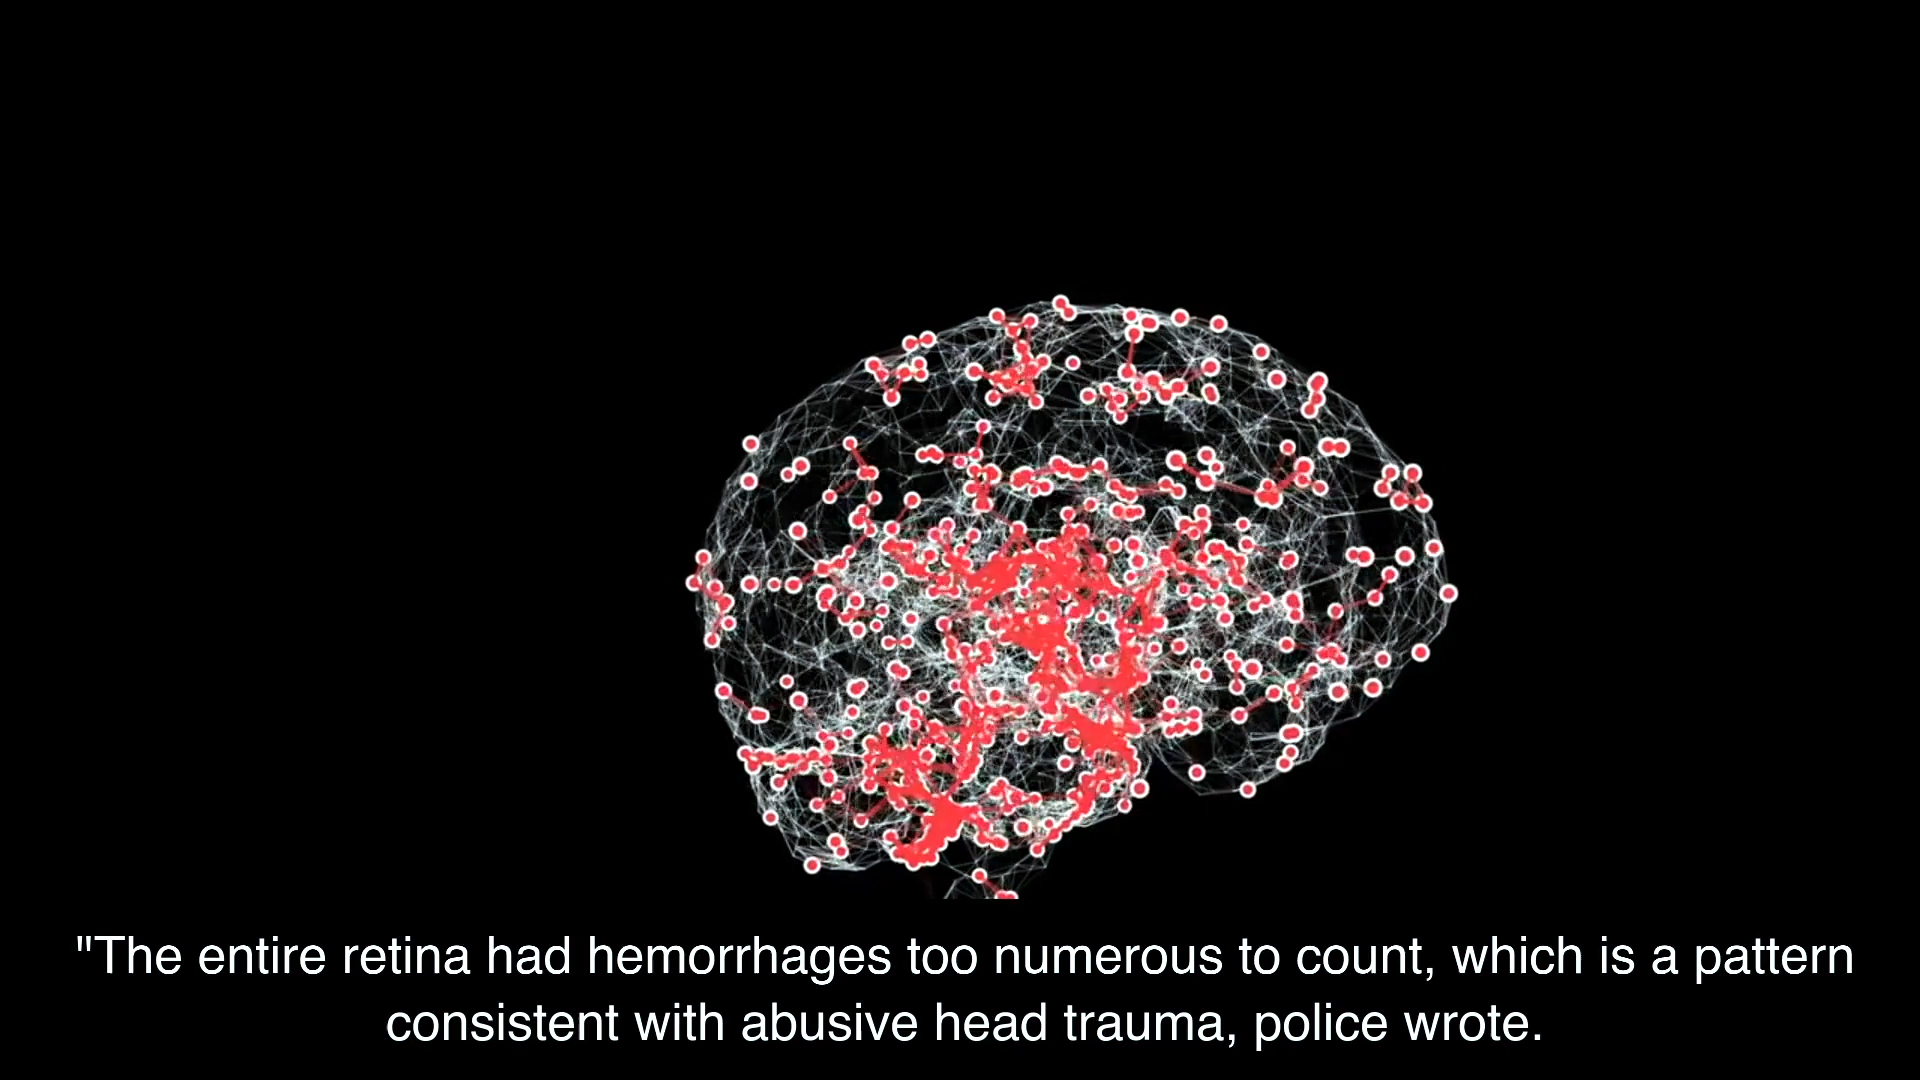 "The entire retina had hemorrhages too numerous to count, which is a pattern
consistent with abusive head trauma, police wrote.